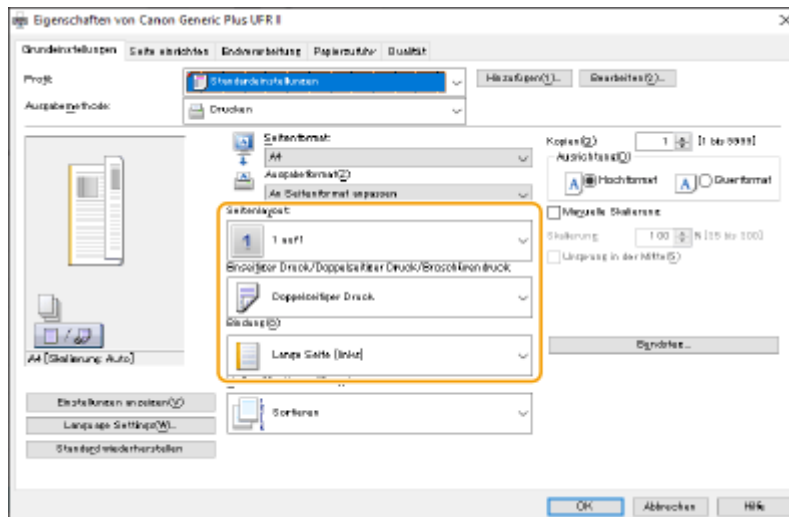 Eigenschaften von Canon Generic Plus UFR II
Grundeinstellungen Seite einrichten Endverarbeitung Papierzufuhr Qualität
Profil: Standardeinstellungen Hinzufügen(1)... Bearbeiten(2)...
Ausgabemethode: Drucken
Seitenformat:
A4
Ausgabeformat(Z)
An Seitenformat anpassen
Kopien(Q) 1 [1 bis 9999]
Ausrichtung(J)
A Hochformat A Querformat
Seitenlayout:
1 1 auf 1
Manuelle Skalierung
Skalierung: 100 % [25 bis 200]
Ursprung in der Mitte(5)
Einseitiger Druck/Doppelseitiger Druck/Broschürendruck:
Doppelseitiger Druck
Bindung(O)
Lange Seite [links]
Bundsteg...
A4 [Skalierung: Auto]
Einstellungen anzeigen(V)
Sortieren
Language Settings(W)...
Standard wiederherstellen
OK Abbrechen Hilfe